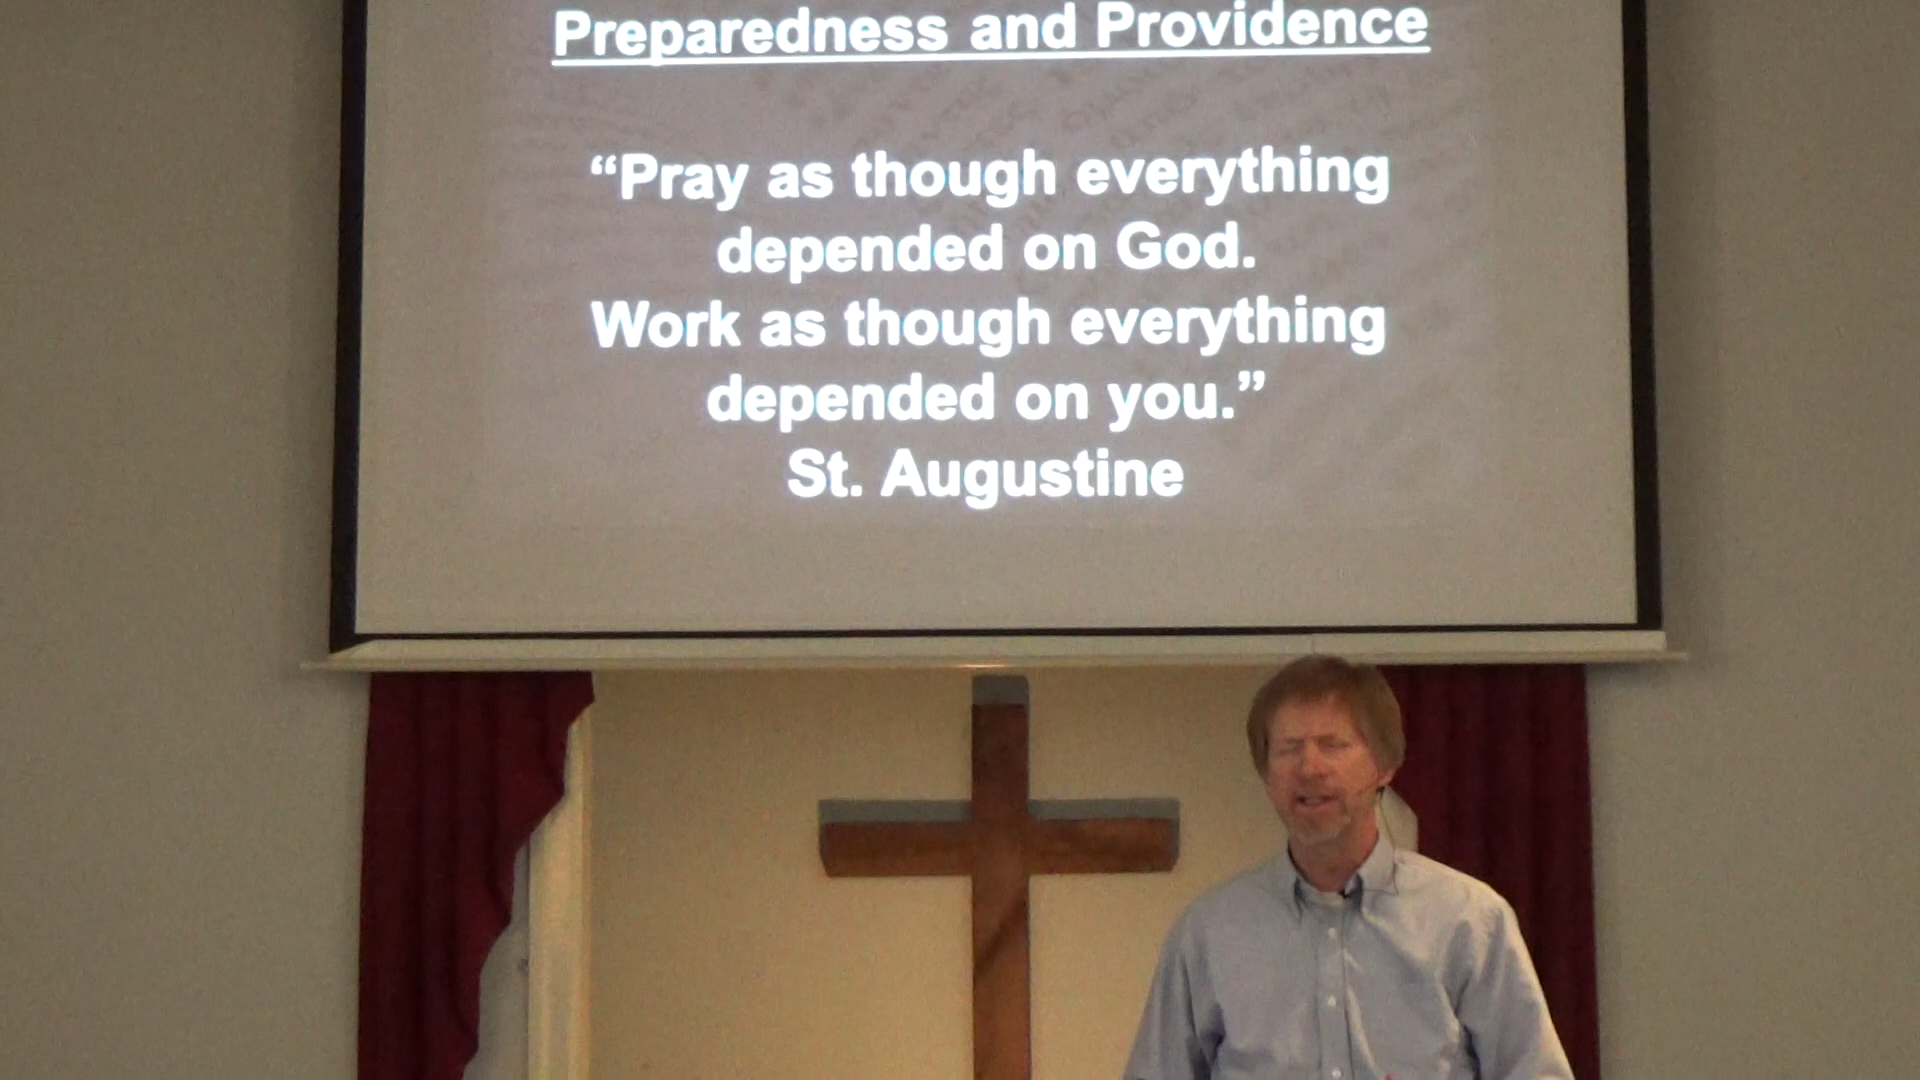 Preparedness and Providence
“Pray as though everything
depended on God.
Work as though everything
depended on you.”
St. Augustine